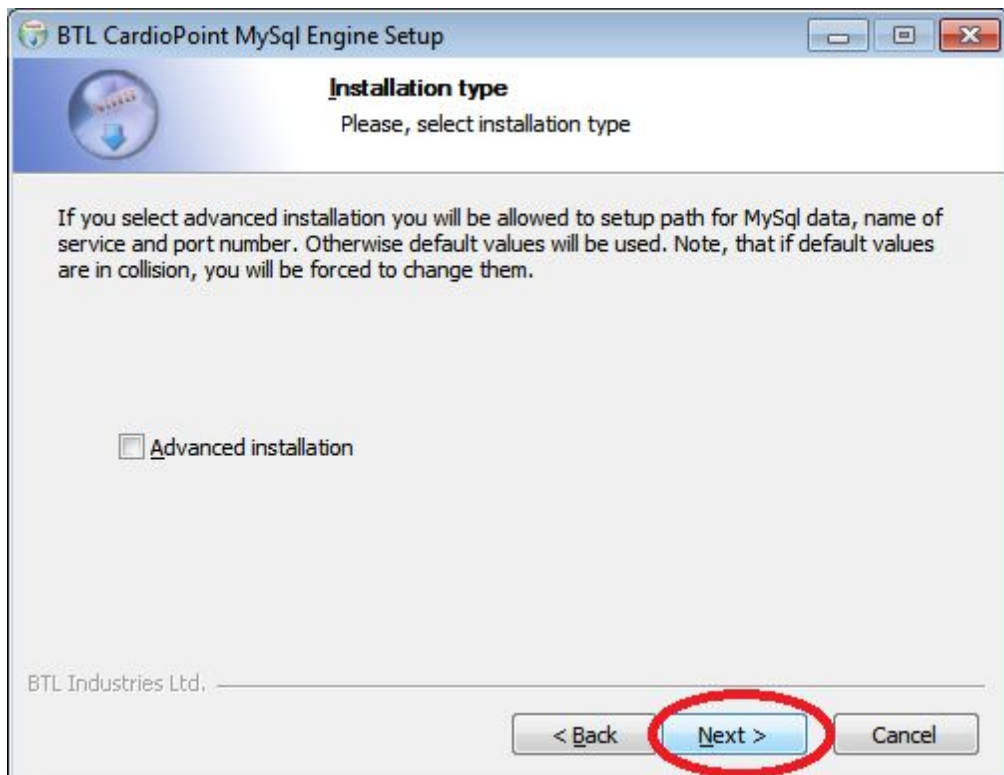 BTL CardioPoint MySql Engine Setup
Installation type
Please, select installation type
If you select advanced installation you will be allowed to setup path for MySql data, name of
service and port number. Otherwise default values will be used. Note, that if default values
are in collision, you will be forced to change them.
Advanced installation
BTL Industries Ltd.
< Back Next > Cancel